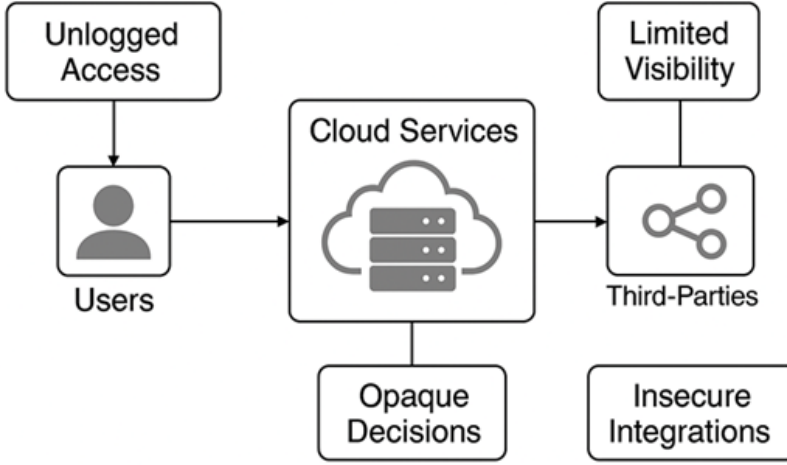 Unlogged
Access
Limited
Visibility
Cloud Services
Users
Third-Parties
Opaque
Decisions
Insecure
Integrations